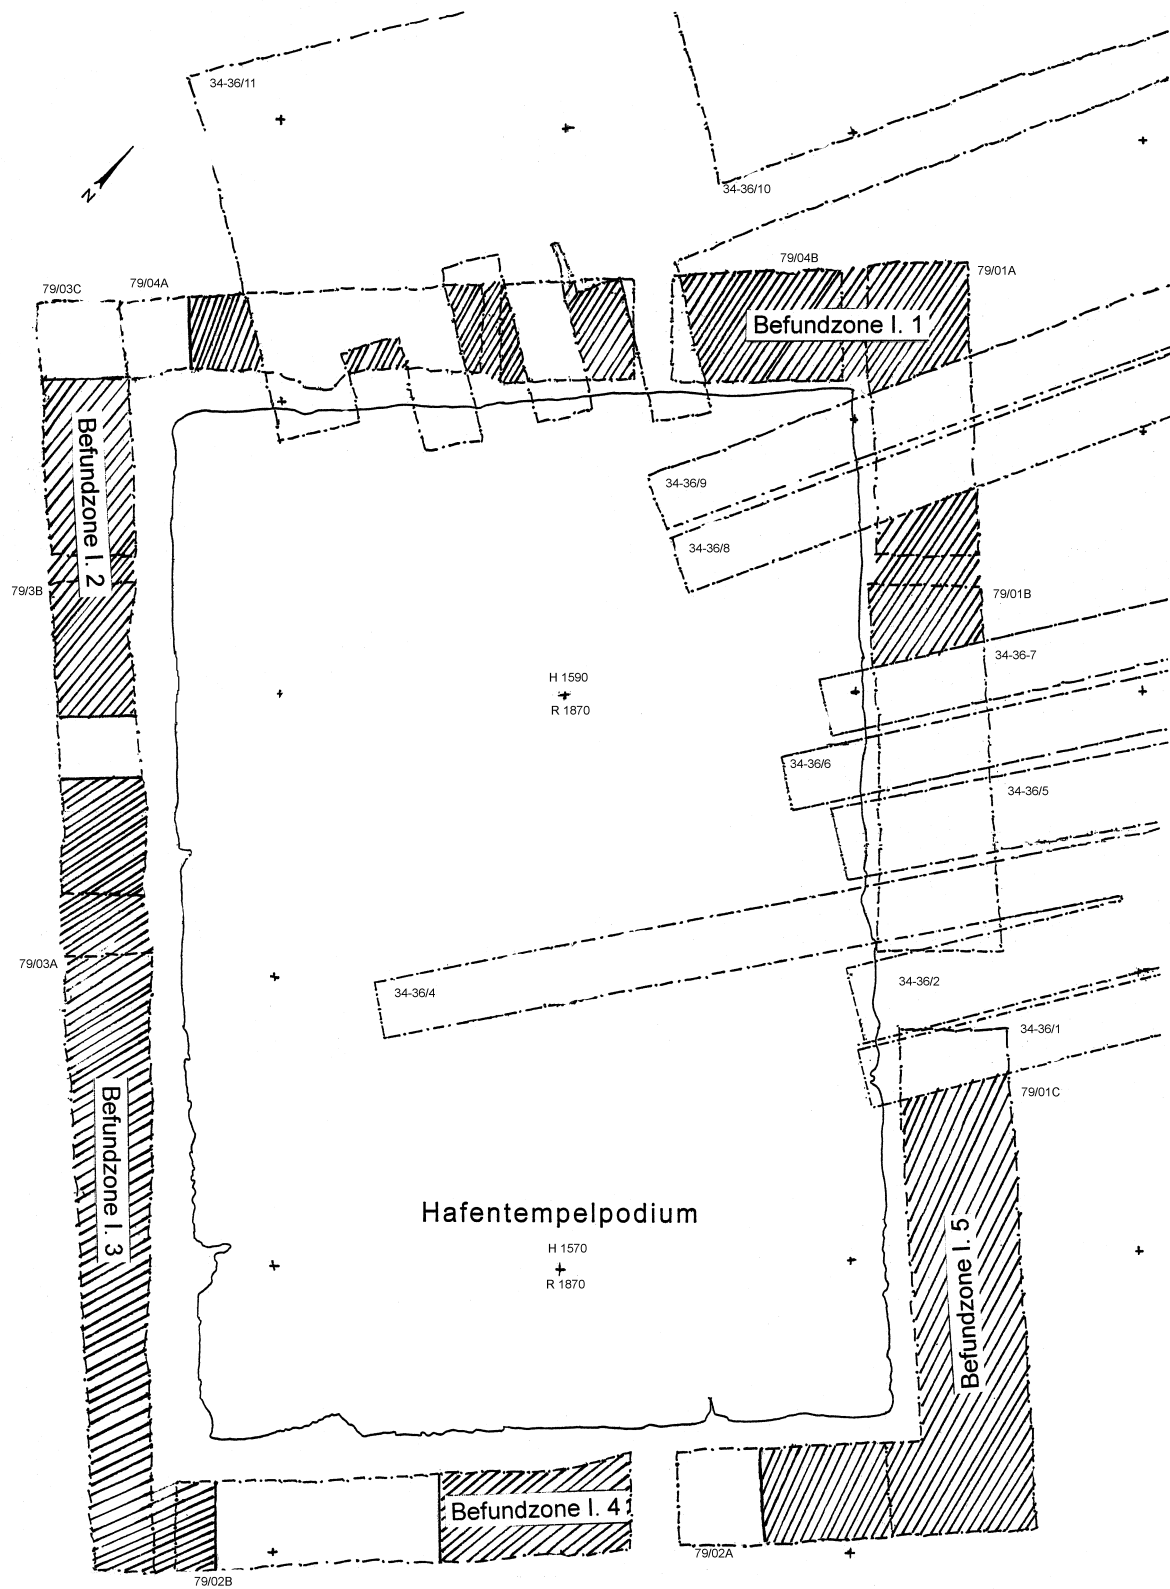 34-36/11
34-36/10
N
79/04B
79/01A
79/03C
79/04A
Befundzone I. 1
Befundzone I. 2
34-36/9
34-36/8
79/3B
79/01B
34-36-7
H 1590
R 1870
34-36/6
34-36/5
79/03A
34-36/4
34-36/2
34-36/1
79/01C
Befundzone I. 3
Hafentempelpodium
H 1570
R 1870
Befundzone I. 5
Befundzone I. 4
79/02A
79/02B